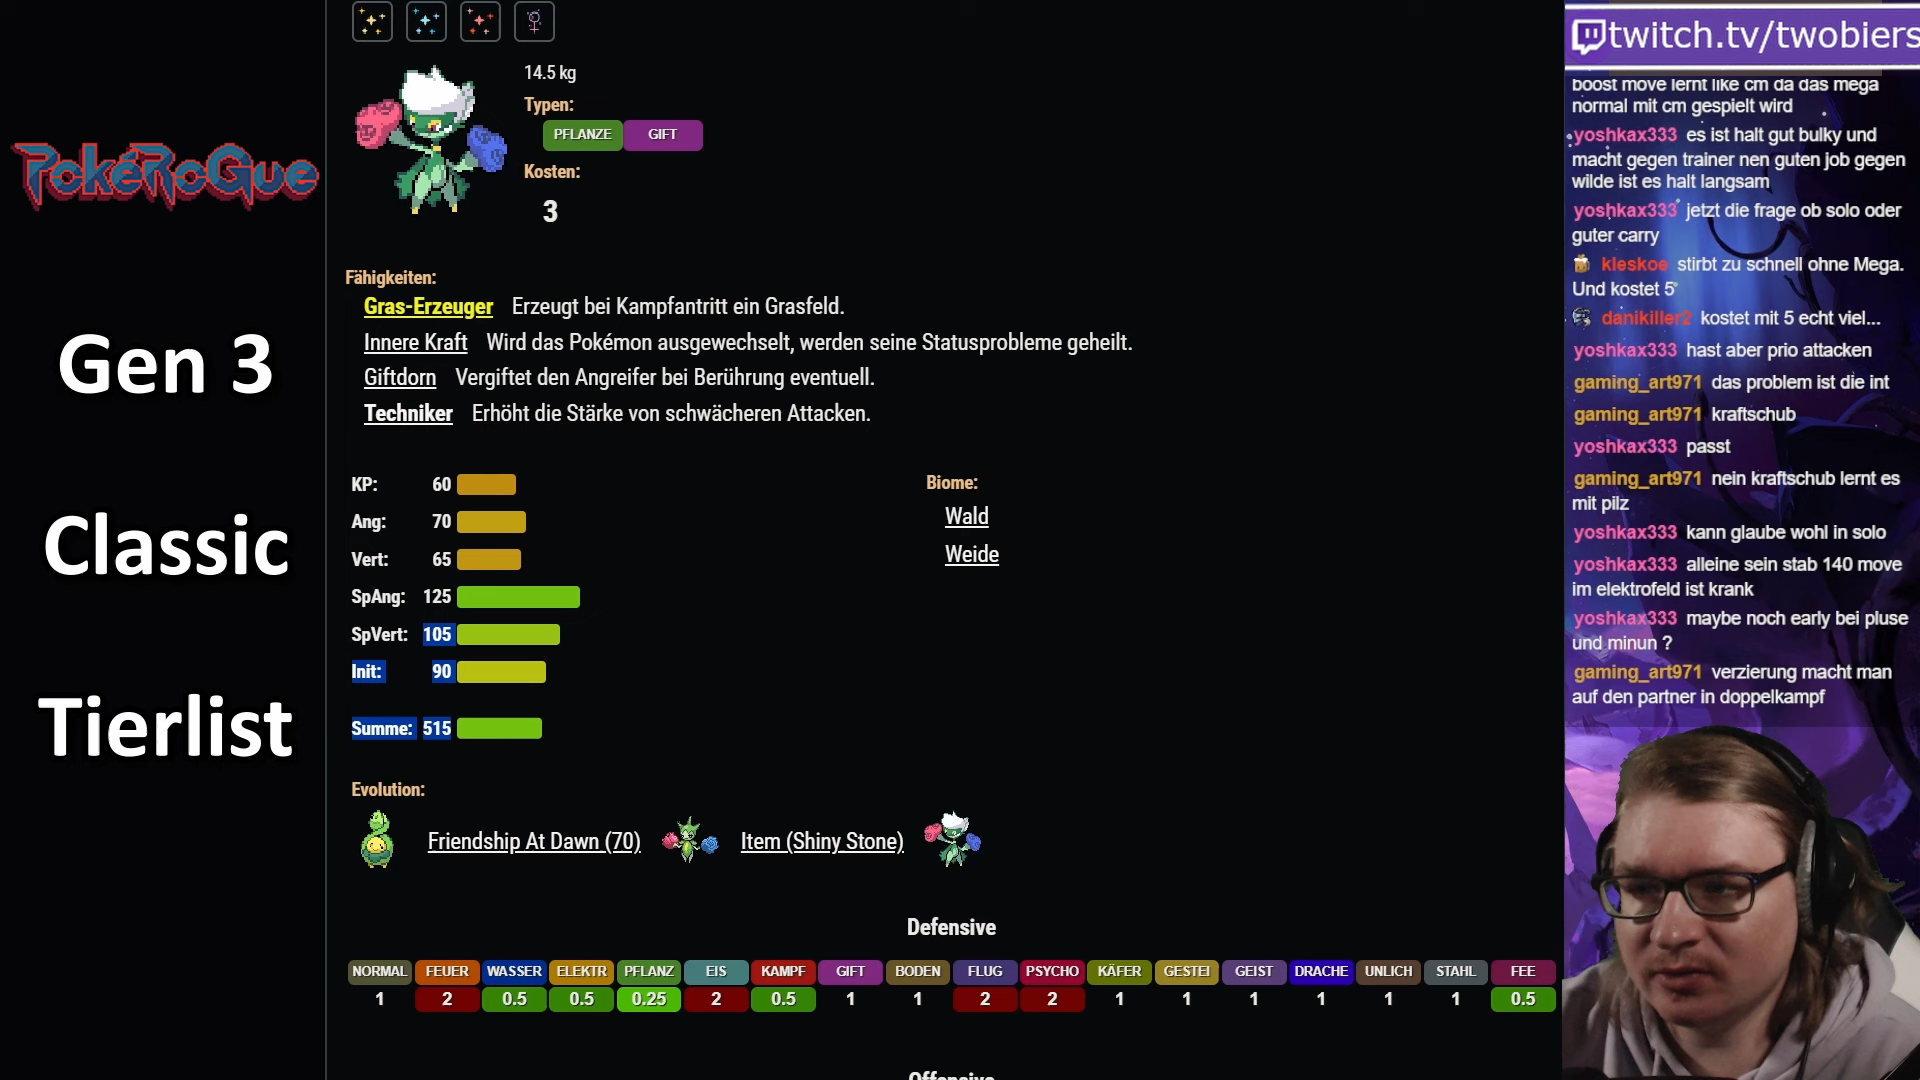 PokéRoGue
Gen 3
Classic
Tierlist
14.5 kg
Typen:
PFLANZE GIFT
Kosten:
3
Fähigkeiten:
Gras-Erzeuger Erzeugt bei Kampfantritt ein Grasfeld.
Innere Kraft Wird das Pokémon ausgewechselt, werden seine Statusprobleme geheilt.
Giftdorn Vergiftet den Angreifer bei Berührung eventuell.
Techniker Erhöht die Stärke von schwächeren Attacken.
KP: 60
Ang: 70
Vert: 65
SpAng: 125
SpVert: 105
Init: 90
Summe: 515
Biome:
Wald
Weide
Evolution:
Friendship At Dawn (70) Item (Shiny Stone)
Defensive
NORMAL FEUER WASSER ELEKTR PFLANZ EIS KAMPF GIFT BODEN FLUG PSYCHO KÄFER GESTEI GEIST DRACHE UNLICH STAHL FEE
1 2 0.5 0.5 0.25 2 0.5 1 1 2 2 1 1 1 1 1 1 0.5
Offensive
twitch.tv/twobiers
boost move lernt like cm da das mega
normal mit cm gespielt wird
yoshkax333 es ist halt gut bulky und
macht gegen trainer nen guten job gegen
wilde ist es halt langsam
yoshkax333 jetzt die frage ob solo oder
guter carry
kleskoe stirbt zu schnell ohne Mega.
Und kostet 5
danikiller2 kostet mit 5 echt viel...
yoshkax333 hast aber prio attacken
gaming_art971 das problem ist die int
gaming_art971 kraftschub
yoshkax333 passt
gaming_art971 nein kraftschub lernt es
mit pilz
yoshkax333 kann glaube wohl in solo
yoshkax333 alleine sein stab 140 move
im elektrofeld ist krank
yoshkax333 maybe noch early bei pluse
und minun ?
gaming_art971 verzierung macht man
auf den partner in doppelkampf